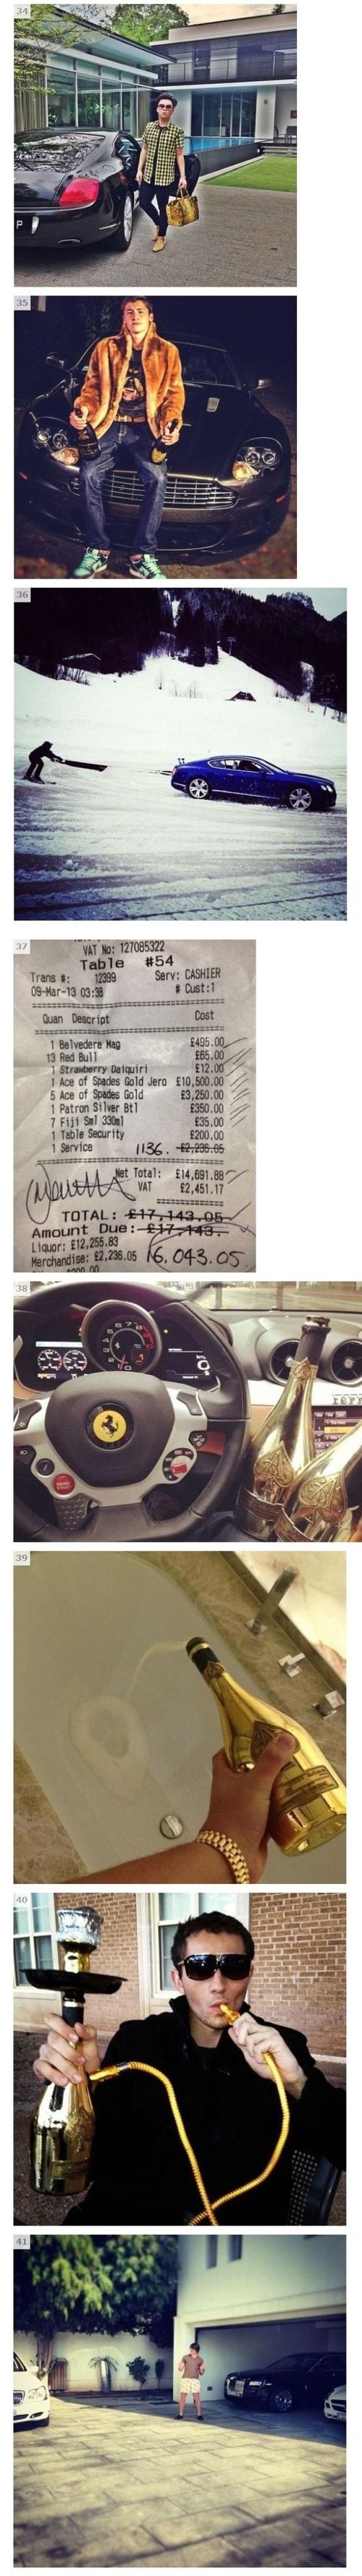 34
P
35
36
37
VAT No: 127085322
Table #54
Trans #: 12399 Serv: CASHIER
09-Mar-13 03:38 # Cust:1
Quan Descript Cost
1 Belvedere Mag £495.00
13 Red Bull £65.00
1 Strawberry Daiquiri £12.00
1 Ace of Spades Gold Jero £10,500.00
5 Ace of Spades Gold £3,250.00
1 Patron Silver Btl £350.00
7 Fiji Sml 330ml £35.00
1 Table Security £200.00
1 Service 1136. £2,236.05
Net Total: £14,691.88
VAT £2,451.17
TOTAL: £17,143.05
Amount Due: £17,143.
Liquor: £12,255.83
Merchandise: £2,236.05 16.043.05
38
39
40
41